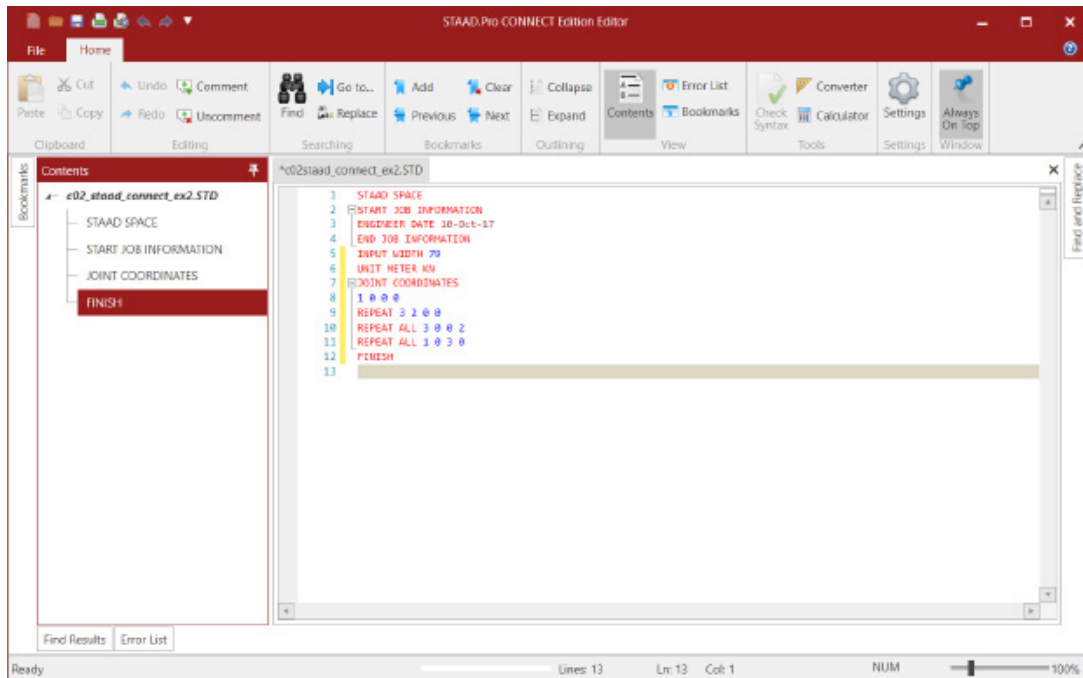 STAAD.Pro CONNECT Edition Editor
File Home
Cut
Copy
Paste
Clipboard
Undo
Redo
Comment
Uncomment
Editing
Find
Go to...
Replace
Searching
Add
Previous
Clear
Next
Bookmarks
Collapse
Expand
Outlining
Contents
Error List
Bookmarks
View
Check Syntax
Converter
Calculator
Tools
Settings
Settings
Always On Top
Window
Bookmarks
Contents
c02_staad_connect_ex2.STD
STAAD SPACE
START JOB INFORMATION
JOINT COORDINATES
FINISH
*c02staad_connect_ex2.STD
1 STAAD SPACE
2 START JOB INFORMATION
3 ENGINEER DATE 10-Oct-17
4 END JOB INFORMATION
5 INPUT WIDTH 79
6 UNIT METER KN
7 JOINT COORDINATES
8 1 0 0 0
9 REPEAT 3 2 0 0
10 REPEAT ALL 3 0 0 2
11 REPEAT ALL 1 0 3 0
12 FINISH
13
Find and Replace
Find Results Error List
Ready Lines: 13 Ln: 13 Col: 1 NUM 100%